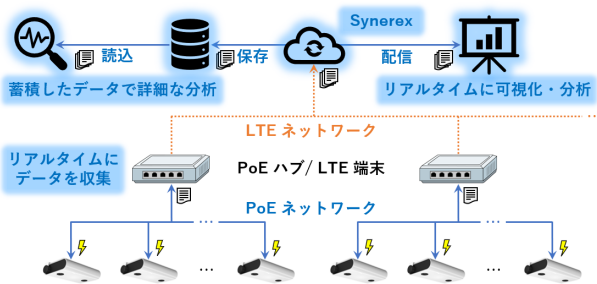 Synerex
読込
保存
配信
蓄積したデータで詳細な分析
リアルタイムに可視化・分析
LTE ネットワーク
リアルタイムに
データを収集
PoE ハブ/ LTE 端末
PoE ネットワーク